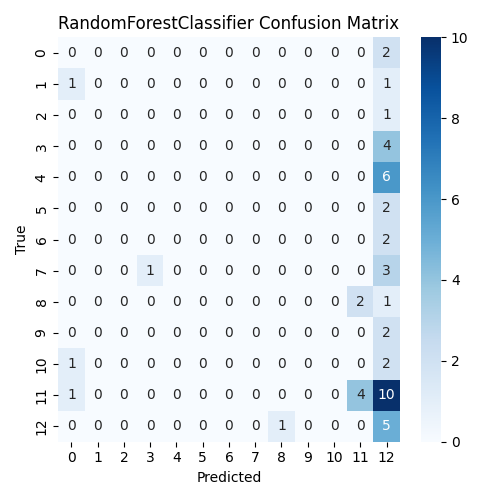 RandomForestClassifier Confusion Matrix
True
0 0 0 0 0 0 0 0 0 0 0 0 0 2
1 1 0 0 0 0 0 0 0 0 0 0 0 1
2 0 0 0 0 0 0 0 0 0 0 0 0 1
3 0 0 0 0 0 0 0 0 0 0 0 0 4
4 0 0 0 0 0 0 0 0 0 0 0 0 6
5 0 0 0 0 0 0 0 0 0 0 0 0 2
6 0 0 0 0 0 0 0 0 0 0 0 0 2
7 0 0 0 1 0 0 0 0 0 0 0 0 3
8 0 0 0 0 0 0 0 0 0 0 0 2 1
9 0 0 0 0 0 0 0 0 0 0 0 0 2
10 1 0 0 0 0 0 0 0 0 0 0 0 2
11 1 0 0 0 0 0 0 0 0 0 0 4 10
12 0 0 0 0 0 0 0 0 1 0 0 0 5
0 1 2 3 4 5 6 7 8 9 10 11 12
Predicted
10
8
6
4
2
0